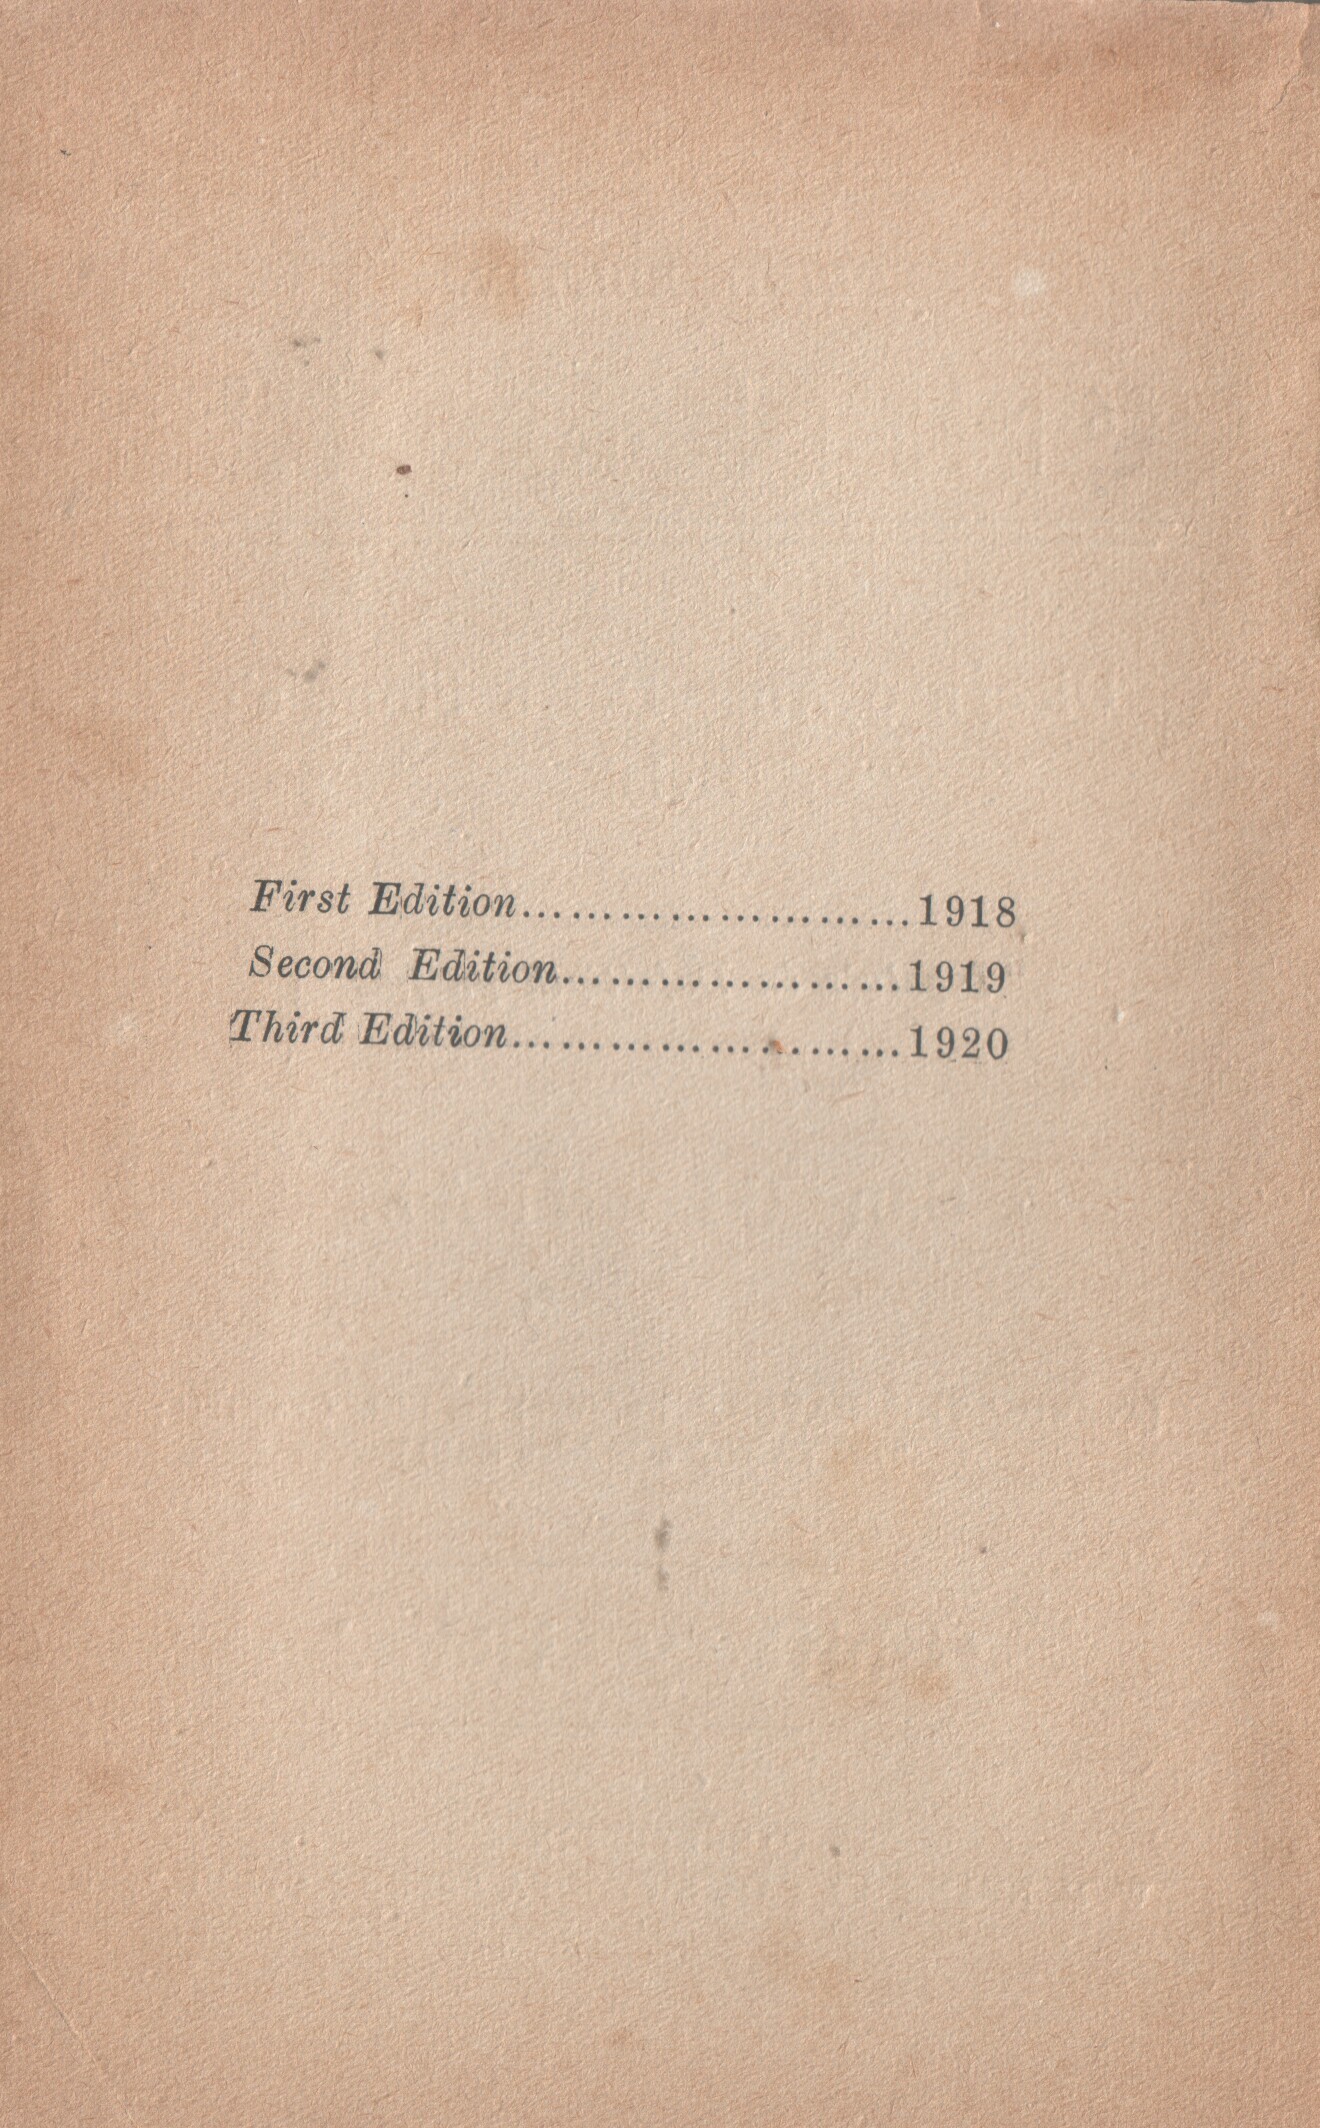 First Edition........................1918
Second Edition.....................1919
Third Edition........................1920